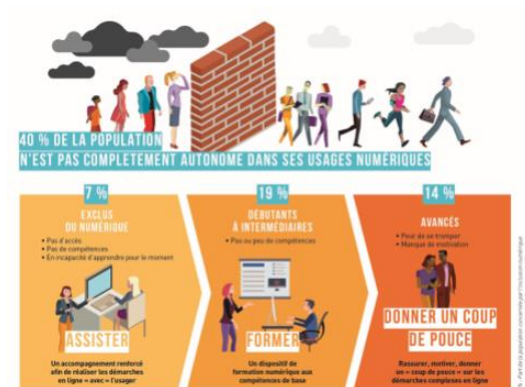 40 % DE LA POPULATION
N'EST PAS COMPLETEMENT AUTONOME DANS SES USAGES NUMÉRIQUES
7 %
EXCLUS
DU NUMÉRIQUE
• Pas d'accès
• Pas de compétences
• En incapacité d'apprendre pour le moment
ASSISTER
Un accompagnement renforcé
afin de réaliser les démarches
en ligne « avec » l'usager
19 %
DÉBUTANTS
À INTERMÉDIAIRES
• Pas ou peu de compétences
FORMER
Un dispositif de
formation numérique aux
compétences de base
14 %
AVANCÉS
• Peur de se tromper
• Manque de motivation
DONNER UN COUP
DE POUCE
Rassurer, motiver, donner
un « coup de pouce » sur les
démarches complexes en ligne